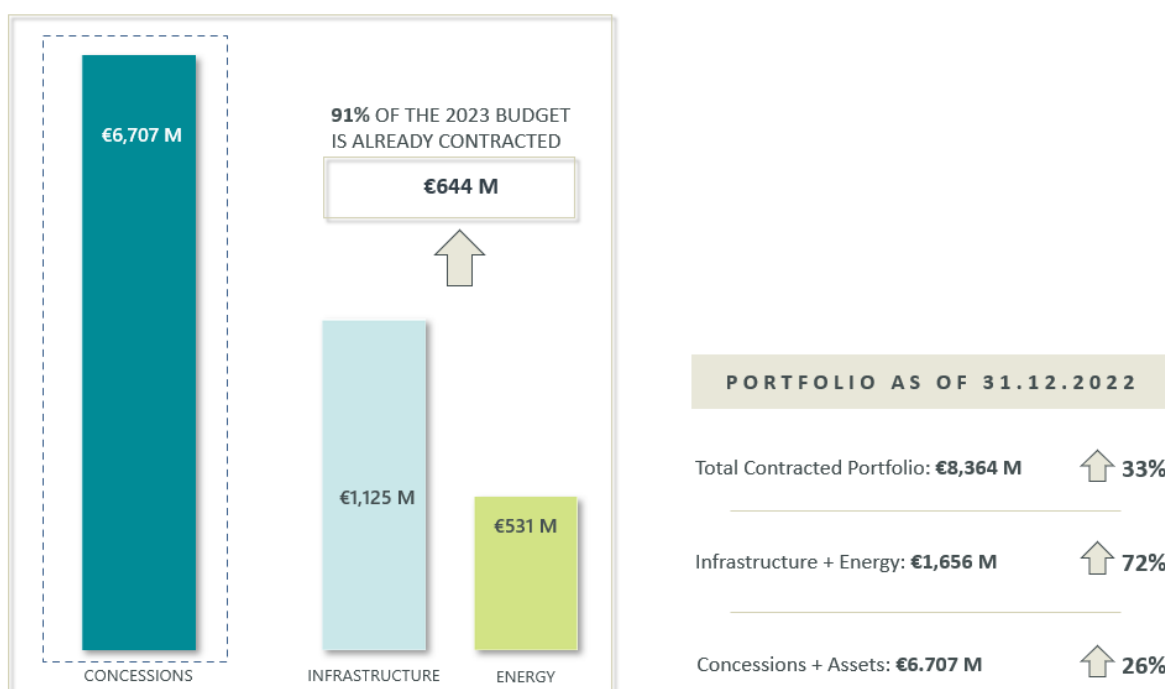 €6,707 M
91% OF THE 2023 BUDGET
IS ALREADY CONTRACTED
€644 M
€1,125 M
€531 M
CONCESSIONS
INFRASTRUCTURE
ENERGY
PORTFOLIO AS OF 31.12.2022
Total Contracted Portfolio: €8,364 M 33%
Infrastructure + Energy: €1,656 M 72%
Concessions + Assets: €6.707 M 26%